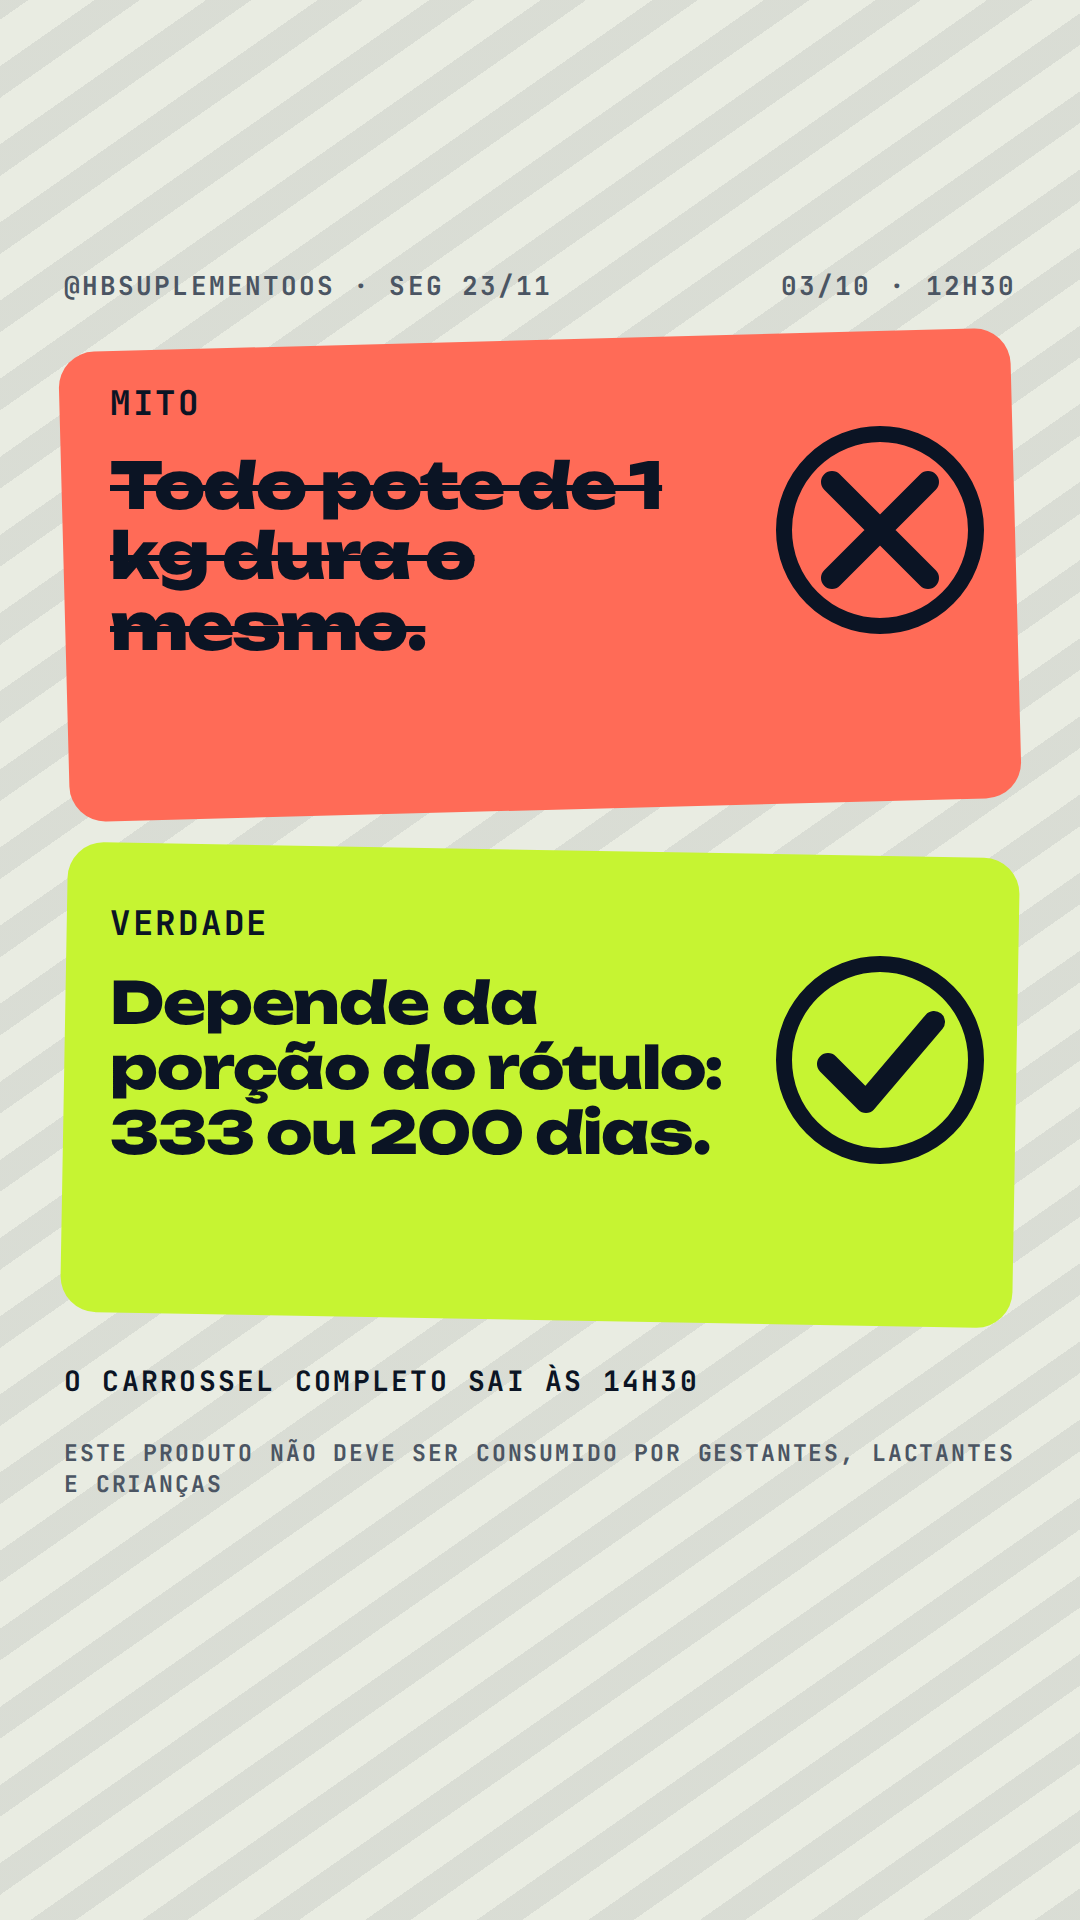 @HBSUPLEMENTOOS · SEG 23/11
03/10 · 12H30
MITO
Todo pote de 1
kg dura o
mesmo.
VERDADE
Depende da
porção do rótulo:
333 ou 200 dias.
O CARROSSEL COMPLETO SAI ÀS 14H30
ESTE PRODUTO NÃO DEVE SER CONSUMIDO POR GESTANTES, LACTANTES
E CRIANÇAS